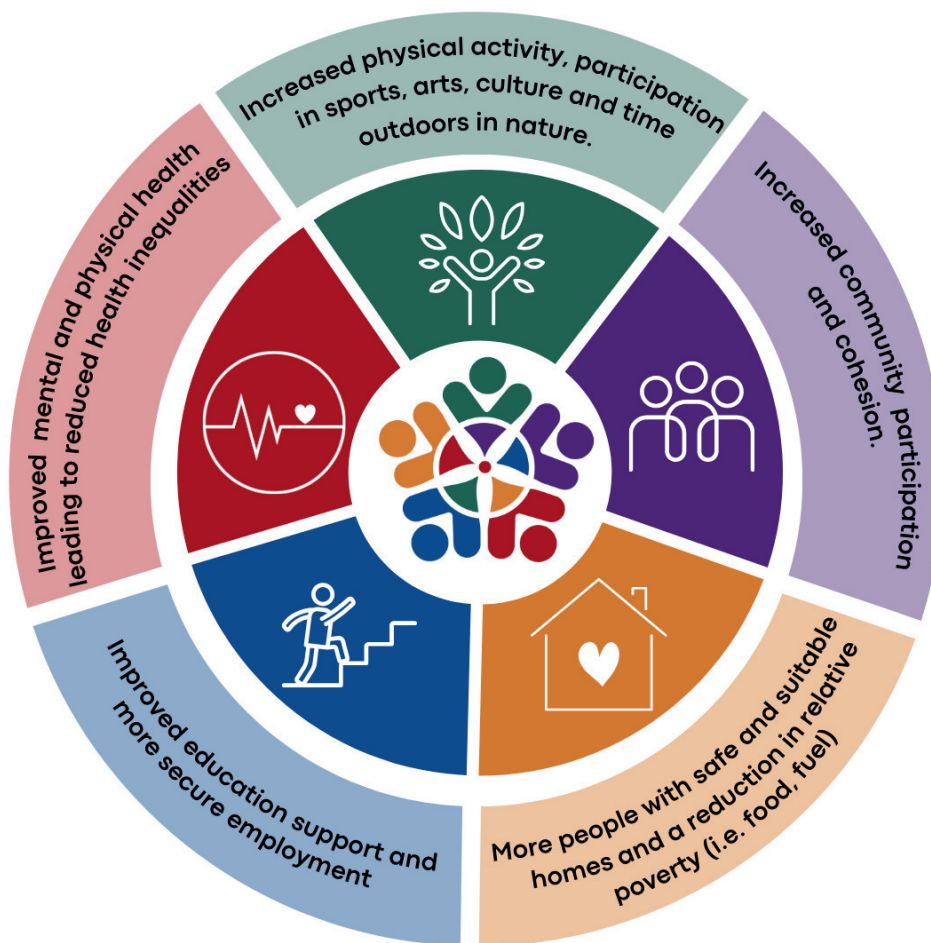 Increased physical activity, participation
in sports, arts, culture and time
outdoors in nature.
Increased community participation
and cohesion.
More people with safe and suitable
homes and a reduction in relative
poverty (i.e. food, fuel)
Improved education support and
more secure employment
Improved mental and physical health
leading to reduced health inequalities